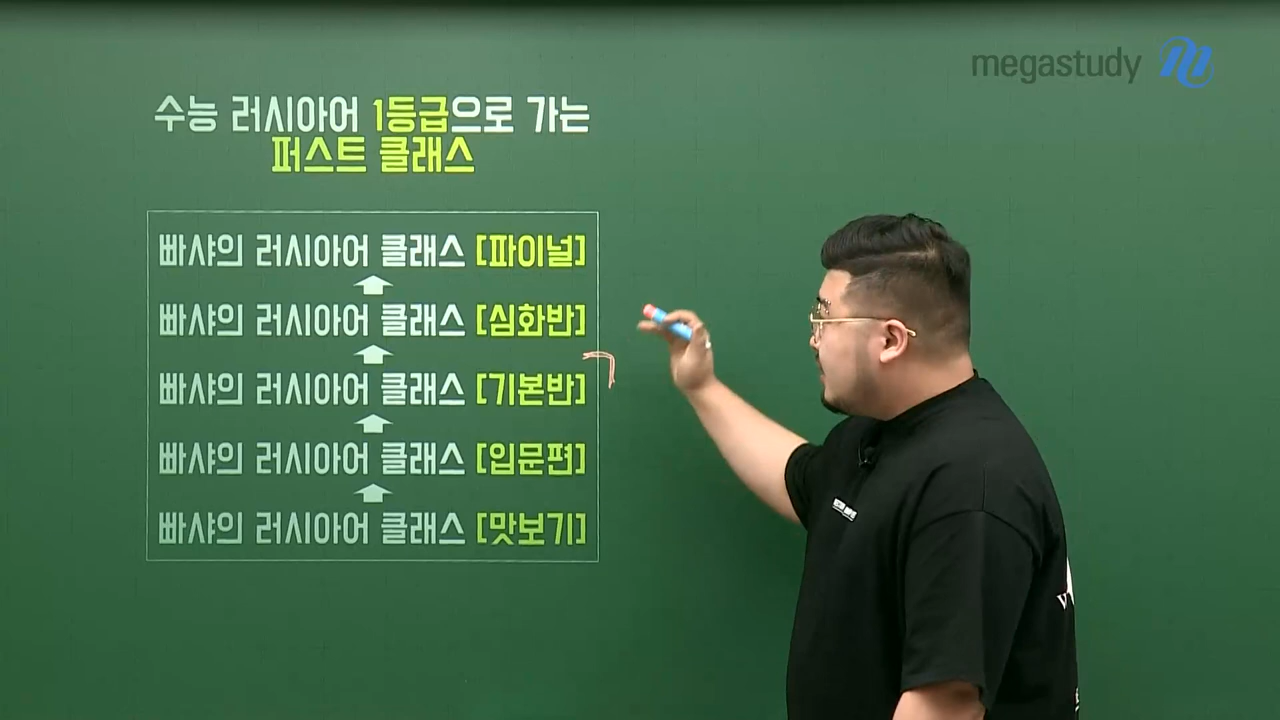 megastudy
수능 러시아어 1등급으로 가는
퍼스트 클래스
빠샤의 러시아어 클래스 [파이널]
빠샤의 러시아어 클래스 [심화반]
빠샤의 러시아어 클래스 [기본반]
빠샤의 러시아어 클래스 [입문편]
빠샤의 러시아어 클래스 [맛보기]